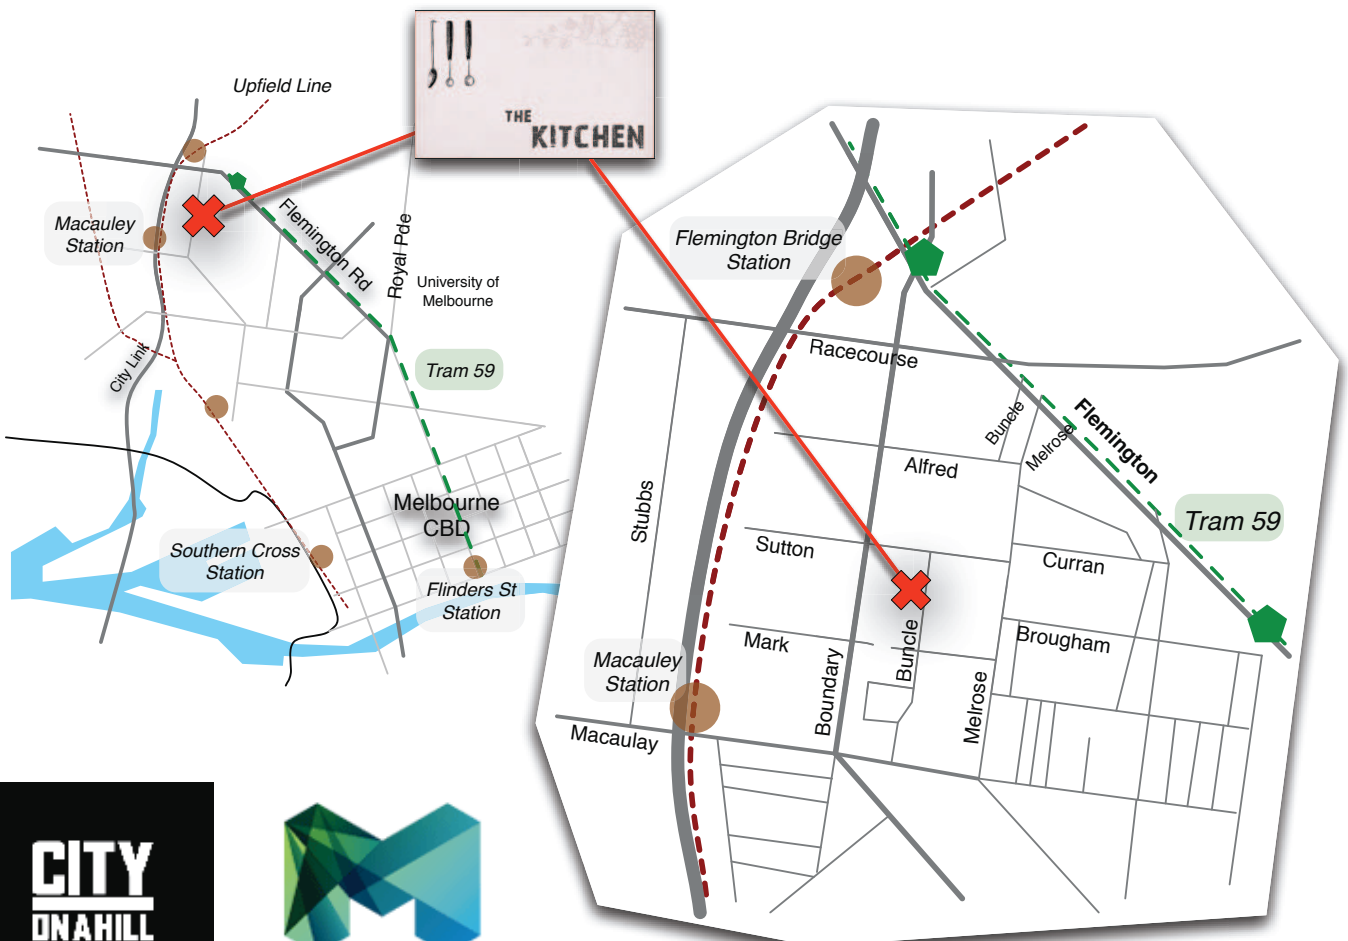 Upfield Line
THE
KITCHEN
Macauley
Station
Flemington Rd
Royal Pde
University of
Melbourne
City Link
Tram 59
Melbourne
CBD
Southern Cross
Station
Flinders St
Station
Flemington Bridge
Station
Racecourse
Buncle
Melrose
Flemington
Alfred
Stubbs
Tram 59
Sutton
Curran
Mark
Buncle
Brougham
Macauley
Station
Boundary
Melrose
Macaulay
CITY
ON A HILL